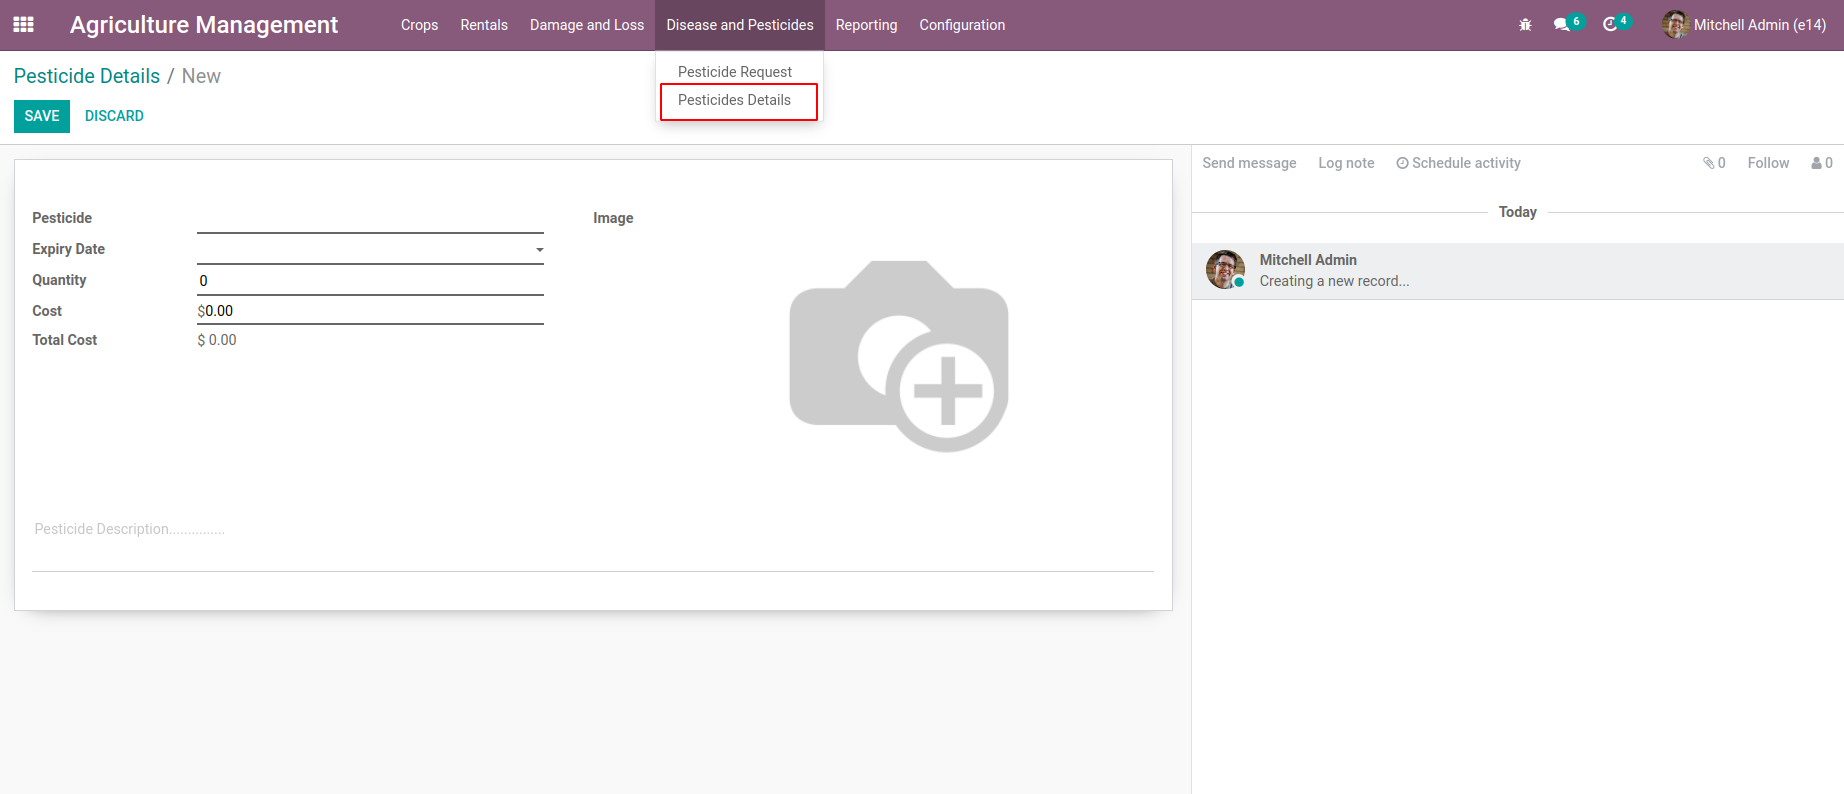 Agriculture Management
Crops Rentals Damage and Loss Disease and Pesticides Reporting Configuration
6 4 Mitchell Admin (e14)
Pesticide Details / New
SAVE DISCARD
Pesticide Request
Pesticides Details
Send message Log note Schedule activity 0 Follow 0
Today
Mitchell Admin
Creating a new record...
Pesticide
Image
Expiry Date
Quantity 0
Cost $0.00
Total Cost $ 0.00
Pesticide Description...............